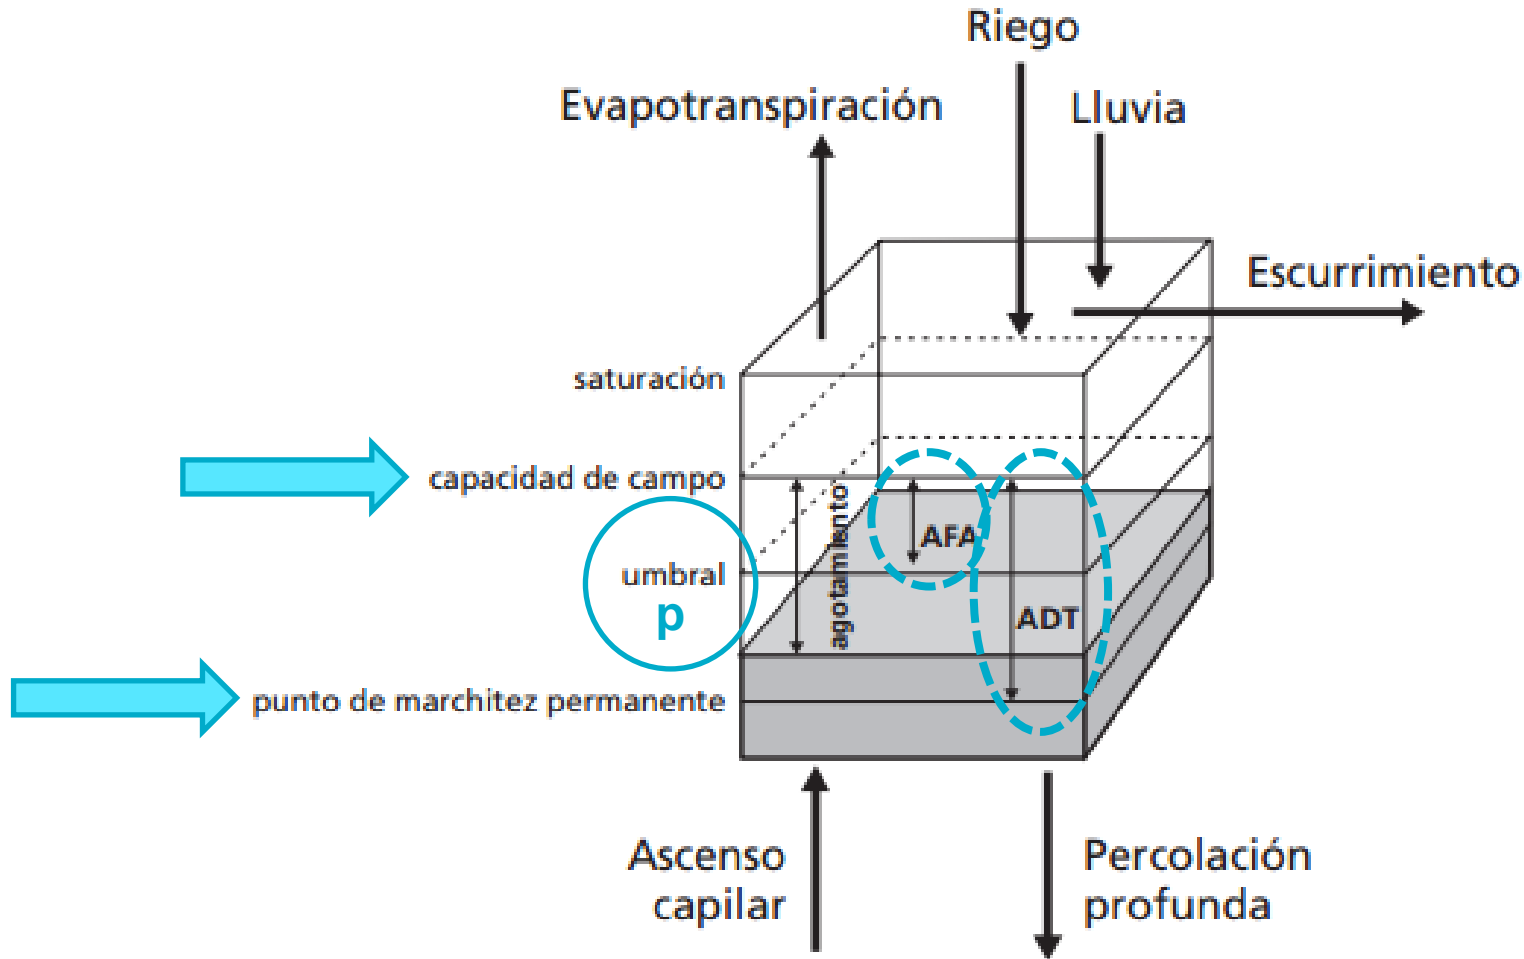 Riego
Evapotranspiración
Lluvia
Escurrimiento
saturación
capacidad de campo
agotamiento
AFA
umbral
p
ADT
punto de marchitez permanente
Ascenso
capilar
Percolación
profunda